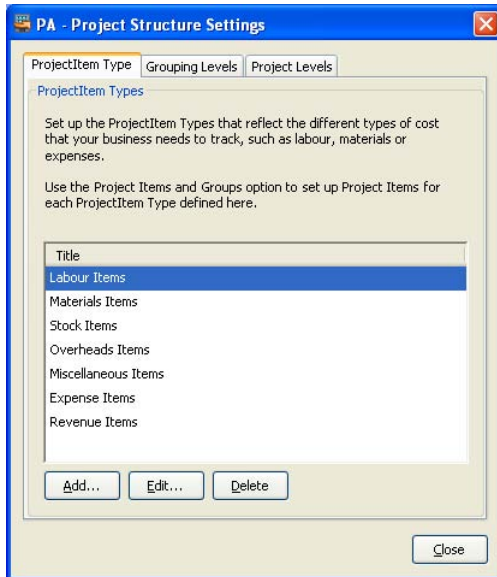 PA - Project Structure Settings
ProjectItem Type
Grouping Levels
Project Levels
ProjectItem Types
Set up the ProjectItem Types that reflect the different types of cost
that your business needs to track, such as labour, materials or
expenses.
Use the Project Items and Groups option to set up Project Items for
each ProjectItem Type defined here.
Title
Labour Items
Materials Items
Stock Items
Overheads Items
Miscellaneous Items
Expense Items
Revenue Items
Add...
Edit...
Delete
Close